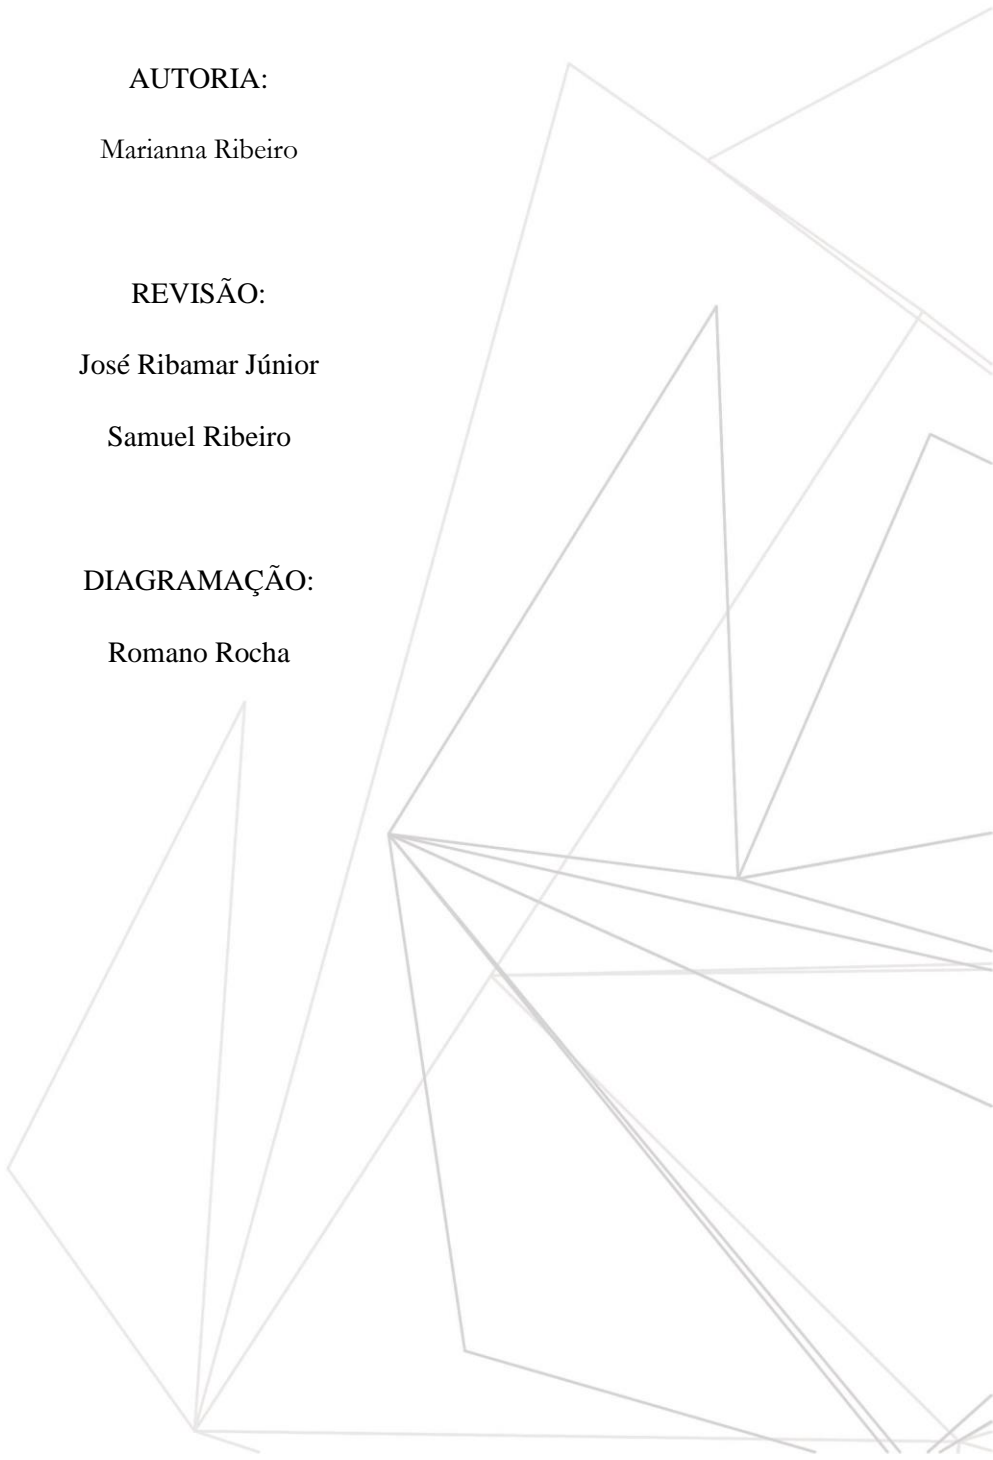 AUTORIA:
Marianna Ribeiro
REVISÃO:
José Ribamar Júnior
Samuel Ribeiro
DIAGRAMAÇÃO:
Romano Rocha